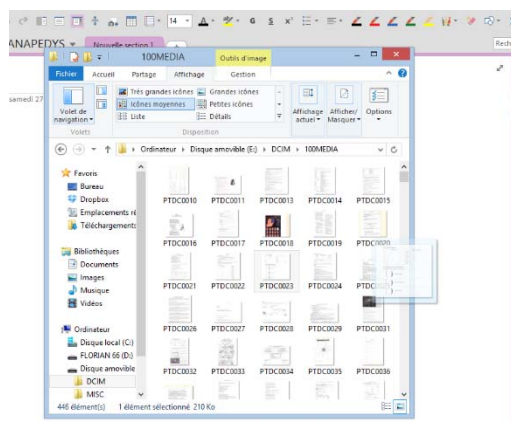 14
G S x'
ANAPEDYS Nouvelle section 1 +
Rech
samedi 27
100MEDIA Outils d'image
Fichier Accueil Partage Affichage Gestion
Volet de navigation
Très grandes icônes Grandes icônes
Icônes moyennes Petites icônes
Liste Détails
Affichage actuel
Afficher/ Masquer
Options
Volets Disposition
Ordinateur Disque amovible (E:) DCIM 100MEDIA
Favoris
Bureau
Dropbox
Emplacements ré
Téléchargements
Bibliothèques
Documents
Images
Musique
Vidéos
Ordinateur
Disque local (C:)
FLORIAN 66 (D:)
Disque amovible
DCIM
MISC
PTDC0010 PTDC0011 PTDC0013 PTDC0014 PTDC0015
PTDC0016 PTDC0017 PTDC0018 PTDC0019 PTDC0020
PTDC0021 PTDC0022 PTDC0023 PTDC0024
PTDC0026 PTDC0027 PTDC0028 PTDC0029 PTDC0031
PTDC0032 PTDC0033 PTDC0034 PTDC0035 PTDC0036
446 élément(s) 1 élément sélectionné 210 Ko